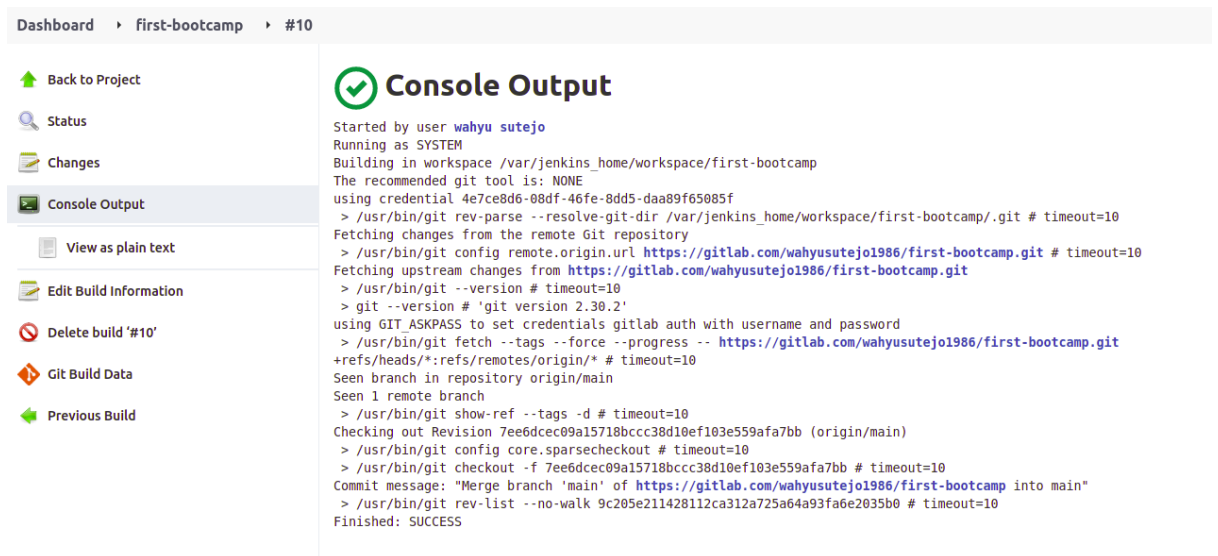 Dashboard first-bootcamp #10
Back to Project
Status
Changes
Console Output
View as plain text
Edit Build Information
Delete build ‘#10’
Git Build Data
Previous Build
Console Output
Started by user wahyu sutejo
Running as SYSTEM
Building in workspace /var/jenkins_home/workspace/first-bootcamp
The recommended git tool is: NONE
using credential 4e7ce8d6-08df-46fe-8dd5-daa89f65085f
> /usr/bin/git rev-parse --resolve-git-dir /var/jenkins_home/workspace/first-bootcamp/.git # timeout=10
Fetching changes from the remote Git repository
> /usr/bin/git config remote.origin.url https://gitlab.com/wahyusutejo1986/first-bootcamp.git # timeout=10
Fetching upstream changes from https://gitlab.com/wahyusutejo1986/first-bootcamp.git
> /usr/bin/git --version # timeout=10
> git --version # 'git version 2.30.2'
using GIT_ASKPASS to set credentials gitlab auth with username and password
> /usr/bin/git fetch --tags --force --progress -- https://gitlab.com/wahyusutejo1986/first-bootcamp.git
+refs/heads/*:refs/remotes/origin/* # timeout=10
Seen branch in repository origin/main
Seen 1 remote branch
> /usr/bin/git show-ref --tags -d # timeout=10
Checking out Revision 7ee6dcec09a15718bccc38d10ef103e559afa7bb (origin/main)
> /usr/bin/git config core.sparsecheckout # timeout=10
> /usr/bin/git checkout -f 7ee6dcec09a15718bccc38d10ef103e559afa7bb # timeout=10
Commit message: "Merge branch 'main' of https://gitlab.com/wahyusutejo1986/first-bootcamp into main"
> /usr/bin/git rev-list --no-walk 9c205e211428112ca312a725a64a93fa6e2035b0 # timeout=10
Finished: SUCCESS